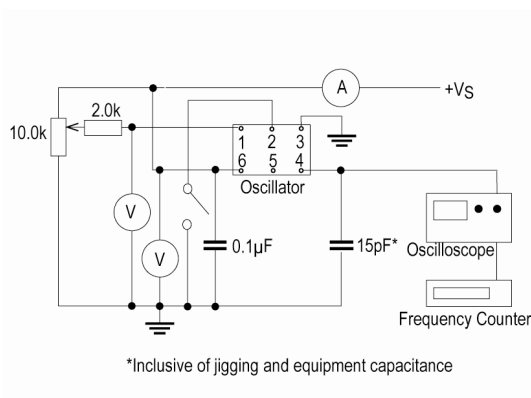 A
+VS
2.0k
10.0k
1 2 3
6 5 4
Oscillator
V
V
0.1µF
15pF*
Oscilloscope
Frequency Counter
*Inclusive of jigging and equipment capacitance